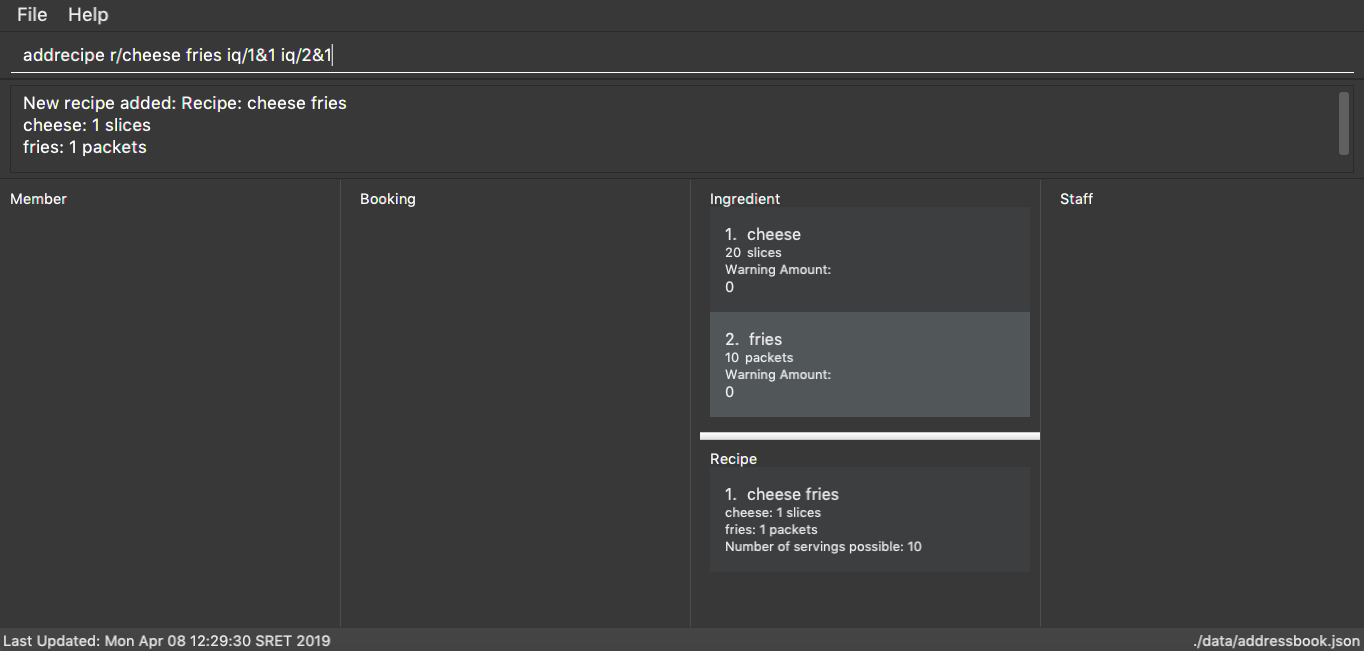 File Help
addrecipe r/cheese fries iq/1&1 iq/2&1
New recipe added: Recipe: cheese fries
cheese: 1 slices
fries: 1 packets
Member
Booking
Ingredient
1. cheese
20 slices
Warning Amount:
0
2. fries
10 packets
Warning Amount:
0
Recipe
1. cheese fries
cheese: 1 slices
fries: 1 packets
Number of servings possible: 10
Staff
Last Updated: Mon Apr 08 12:29:30 SRET 2019
./data/addressbook.json